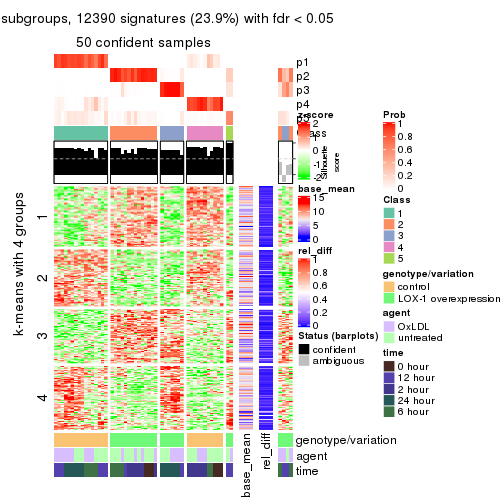 subgroups, 12390 signatures (23.9%) with fdr < 0.05
50 confident samples
p1
p2
p3
p4
k-means with 4 groups
1
2
3
4
z-score
2
1
0
-1
-2
Silhouette
score
base_mean
15
10
5
0
rel_diff
1
0.8
0.6
0.4
0.2
0
Status (barplots)
confident
ambiguous
Prob
1
0.8
0.6
0.4
0.2
0
Class
1
2
3
4
5
genotype/variation
control
LOX-1 overexpression
agent
OxLDL
untreated
time
0 hour
12 hour
2 hour
24 hour
6 hour
genotype/variation
agent
time
base_mean
rel_diff